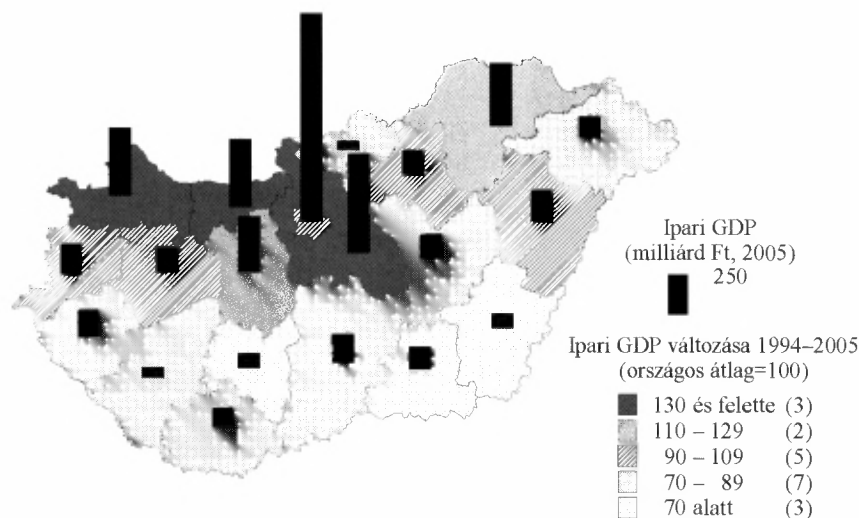 Ipari GDP
(milliárd Ft, 2005)
250
Ipari GDP változása 1994–2005
(országos átlag=100)
130 és felette (3)
110 – 129 (2)
90 – 109 (5)
70 – 89 (7)
70 alatt (3)